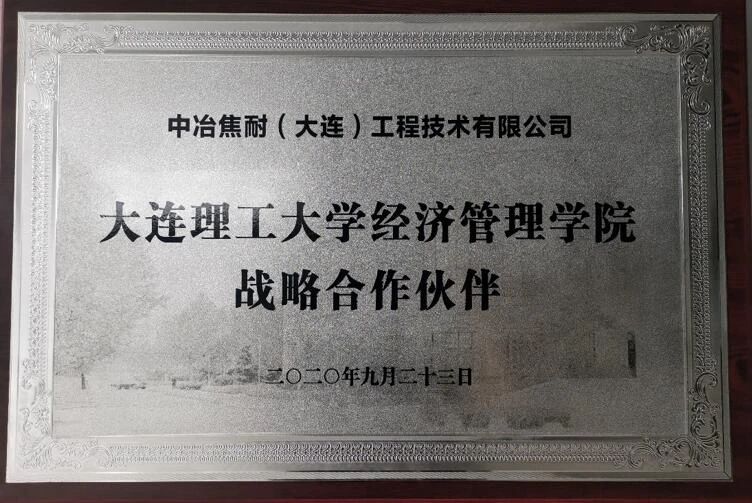 中冶焦耐（大连）工程技术有限公司
大连理工大学经济管理学院
战略合作伙伴
二〇二〇年九月二十三日